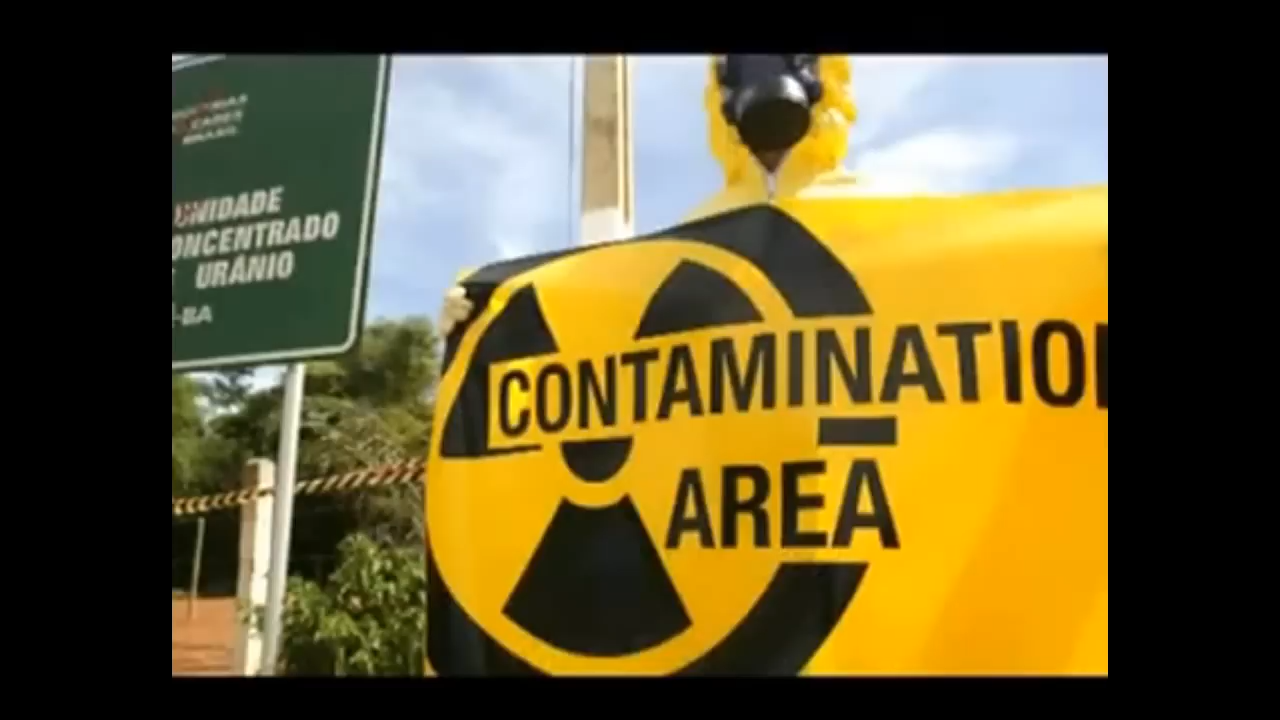 UNIDADE
CONCENTRADO
URÂNIO
-BA
CONTAMINATIO
AREA